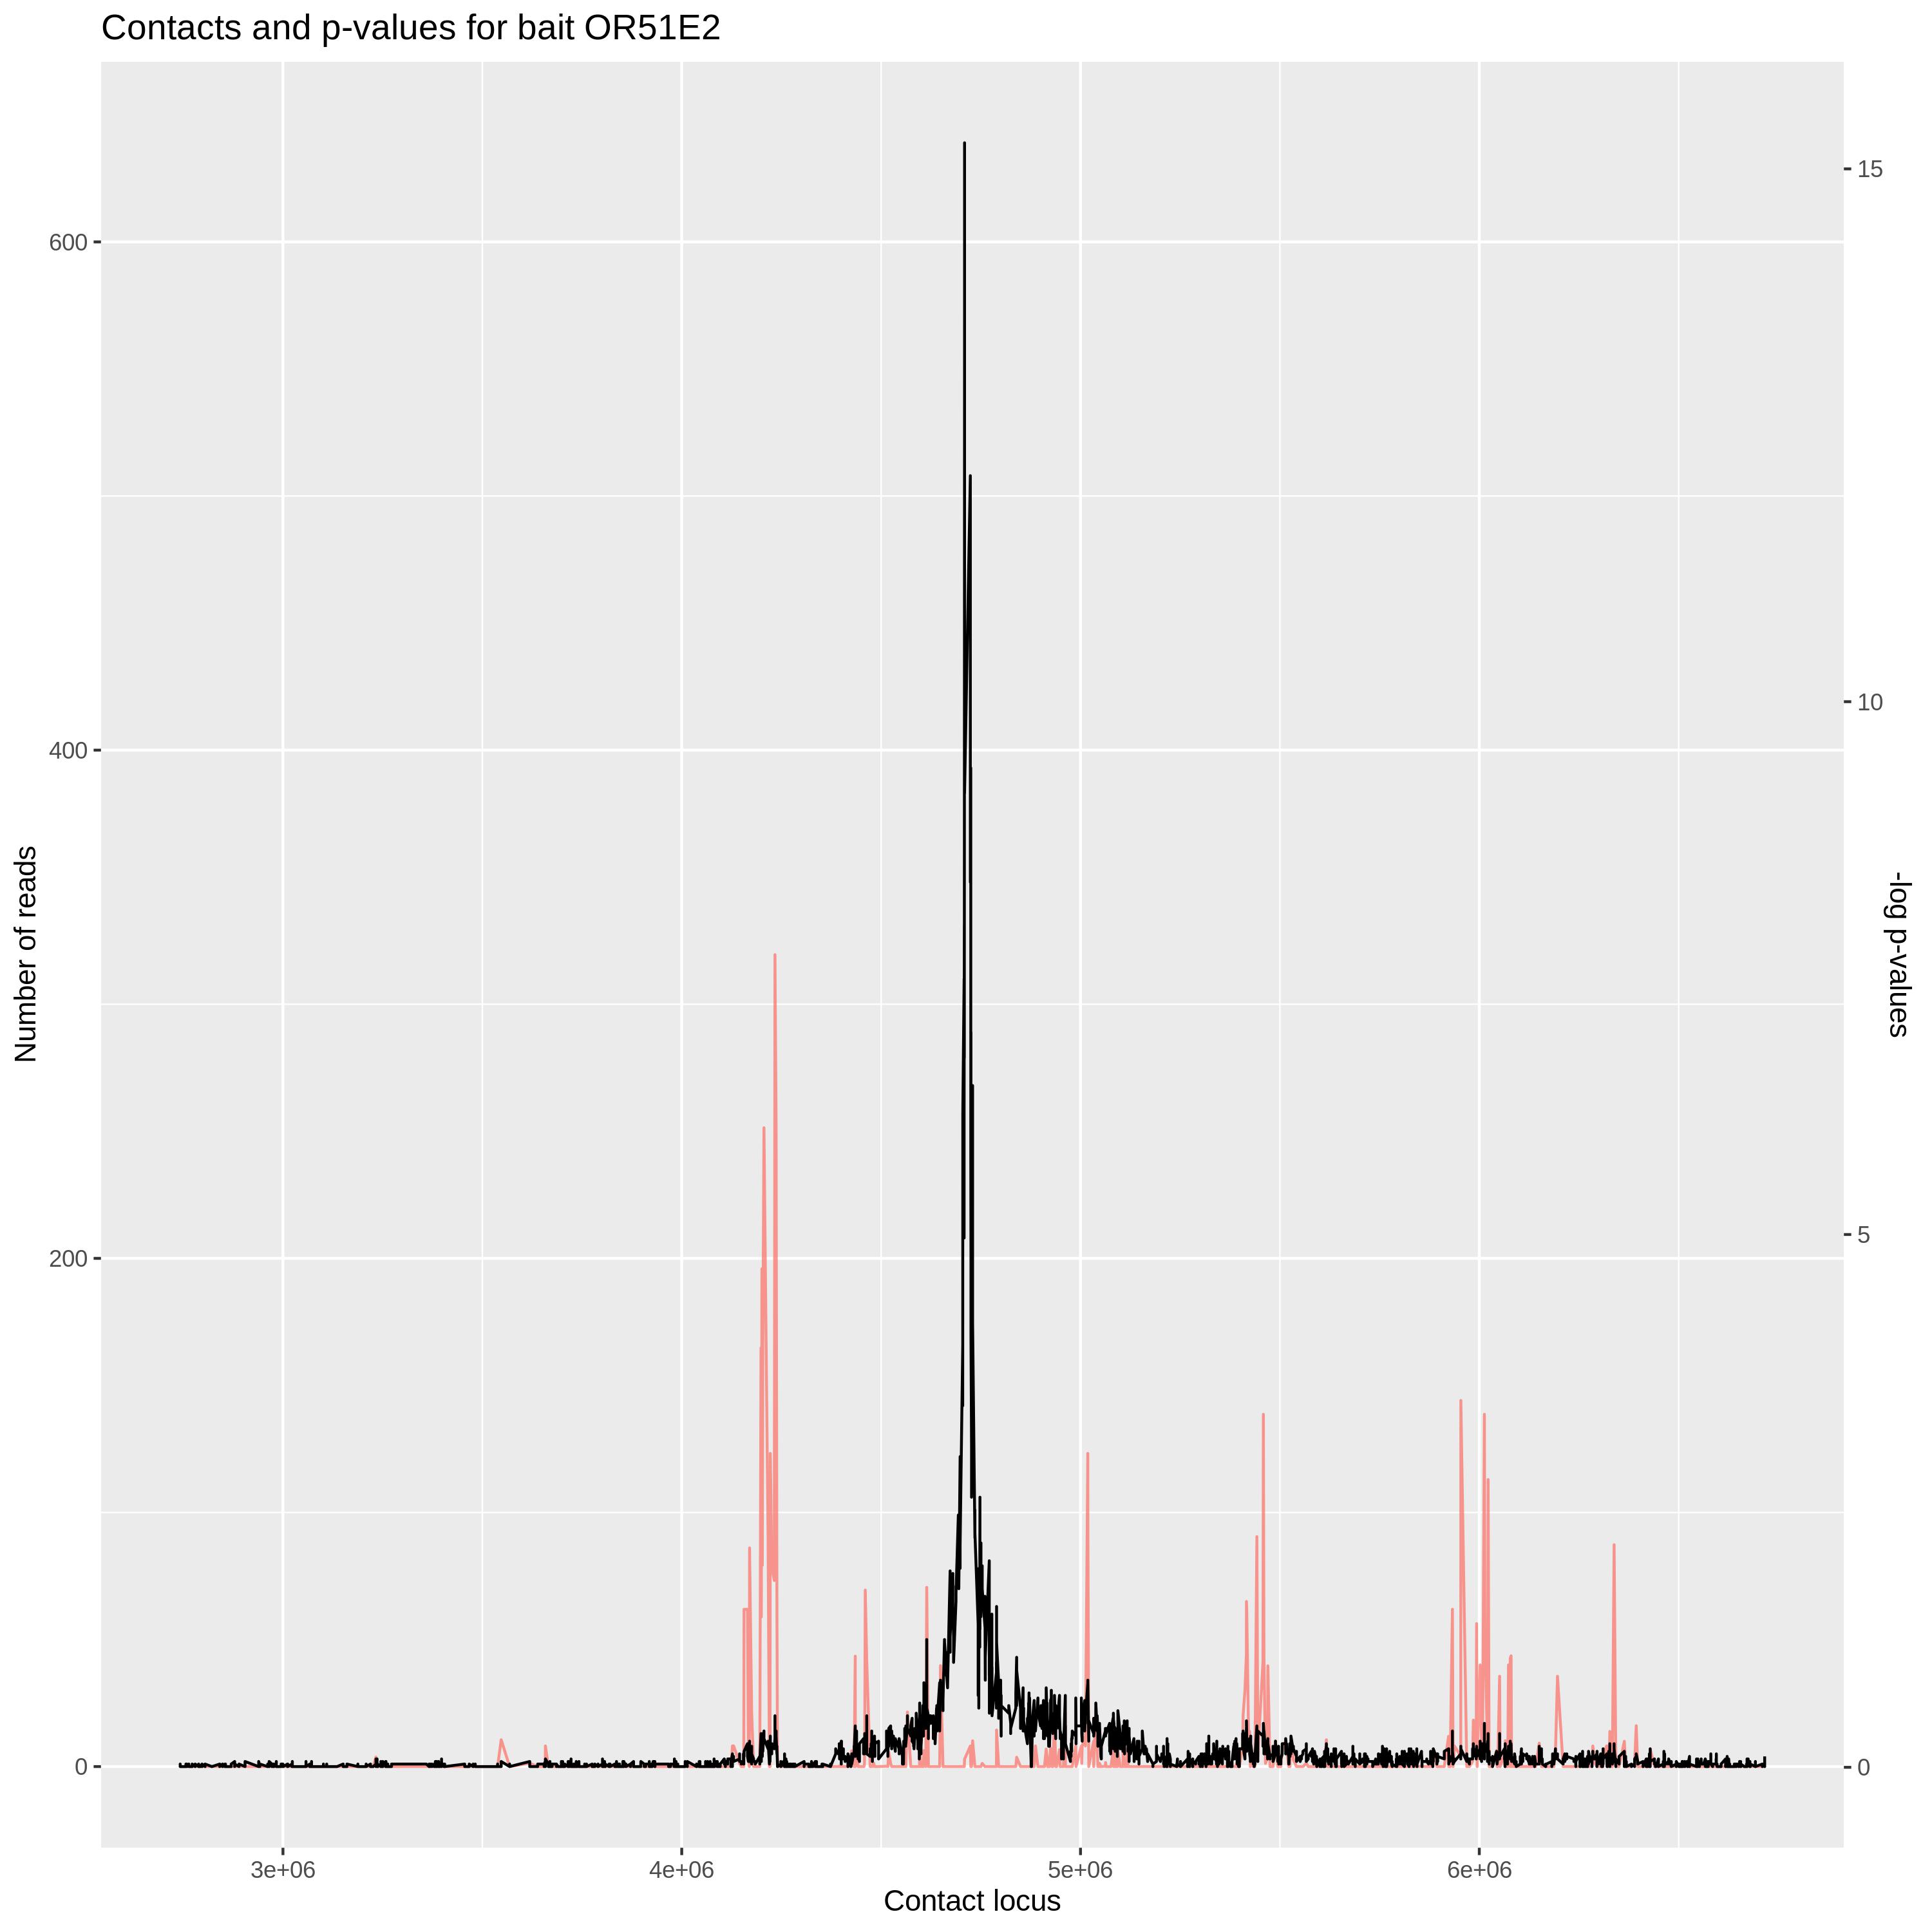 Contacts and p-values for bait OR51E2
15
600
10
400
Number of reads
-log p-values
5
200
0
0
3e+06 4e+06 5e+06 6e+06
Contact locus